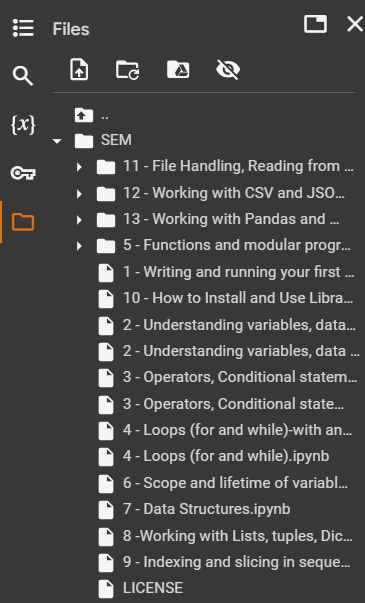 Files
{x}
..
SEM
11 - File Handling, Reading from ...
12 - Working with CSV and JSO...
13 - Working with Pandas and ...
5 - Functions and modular progr...
1 - Writing and running your first ...
10 - How to Install and Use Libra...
2 - Understanding variables, data...
2 - Understanding variables, data ...
3 - Operators, Conditional statem...
3 - Operators, Conditional state...
4 - Loops (for and while)-with an...
4 - Loops (for and while).ipynb
6 - Scope and lifetime of variabl...
7 - Data Structures.ipynb
8 -Working with Lists, tuples, Dic...
9 - Indexing and slicing in seque...
LICENSE